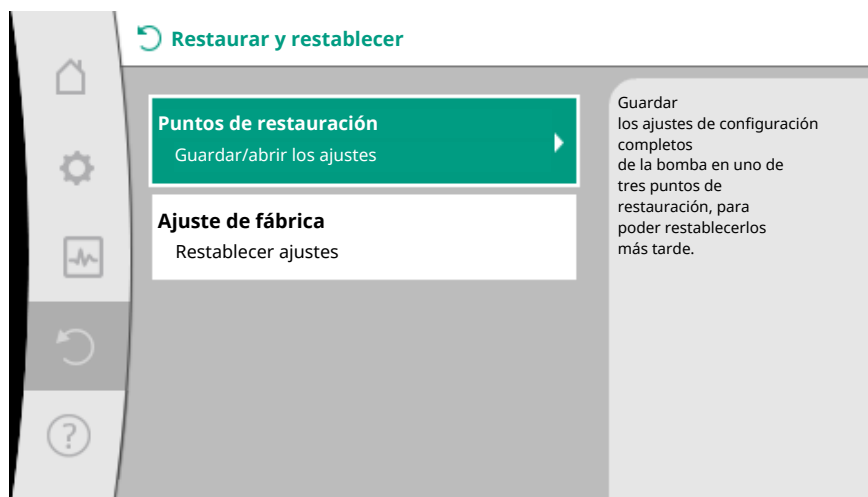 Restaurar y restablecer
Puntos de restauración
Guardar/abrir los ajustes
Ajuste de fábrica
Restablecer ajustes
Guardar
los ajustes de configuración
completos
de la bomba en uno de
tres puntos de
restauración, para
poder restablecerlos
más tarde.
?